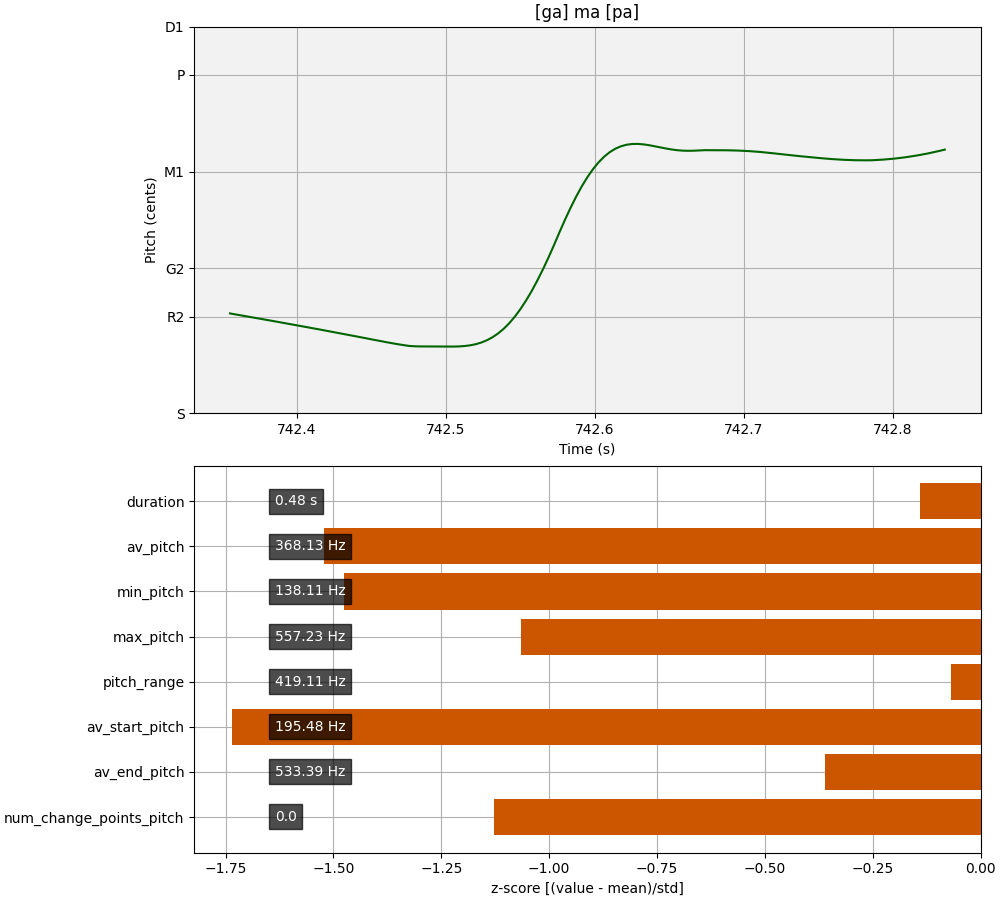 [ga] ma [pa]
D1
P
M1
G2
R2
S
Pitch (cents)
742.4 742.5 742.6 742.7 742.8
Time (s)
duration 0.48 s
av_pitch 368.13 Hz
min_pitch 138.11 Hz
max_pitch 557.23 Hz
pitch_range 419.11 Hz
av_start_pitch 195.48 Hz
av_end_pitch 533.39 Hz
num_change_points_pitch 0.0
−1.75 −1.50 −1.25 −1.00 −0.75 −0.50 −0.25 0.00
z-score [(value - mean)/std]